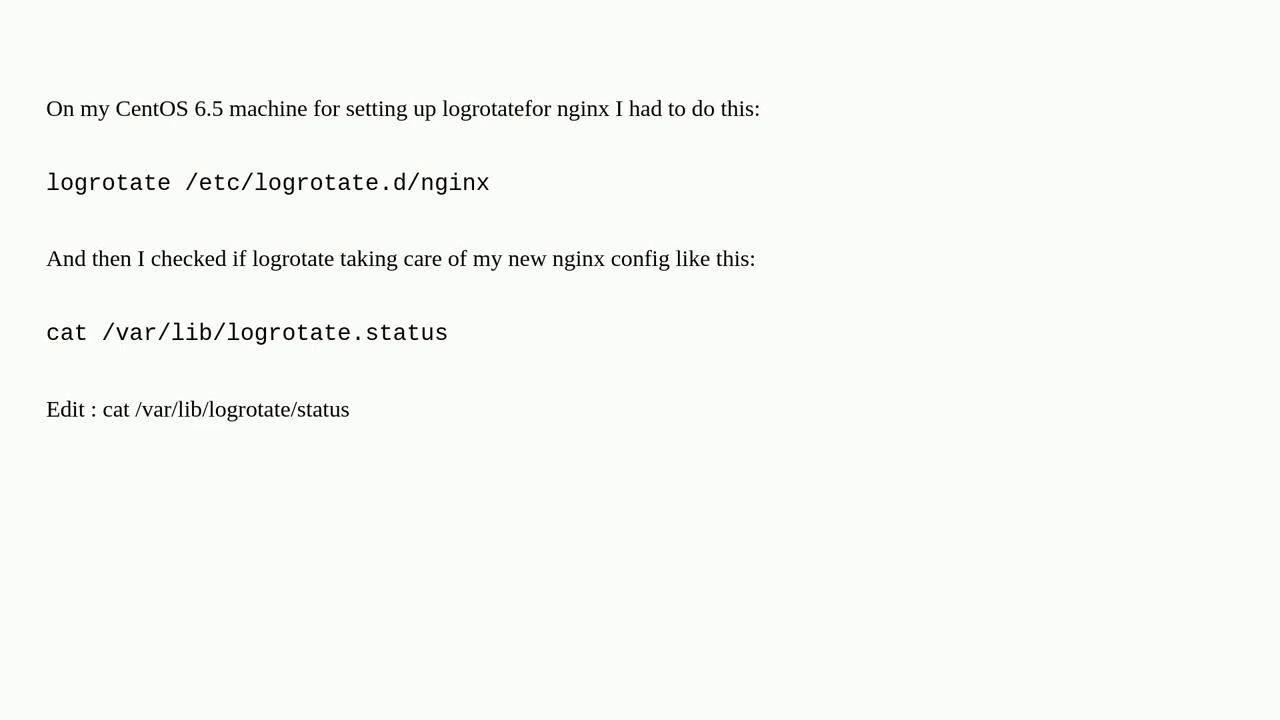 On my CentOS 6.5 machine for setting up logrotatefor nginx I had to do this:
logrotate /etc/logrotate.d/nginx
And then I checked if logrotate taking care of my new nginx config like this:
cat /var/lib/logrotate.status
Edit : cat /var/lib/logrotate/status